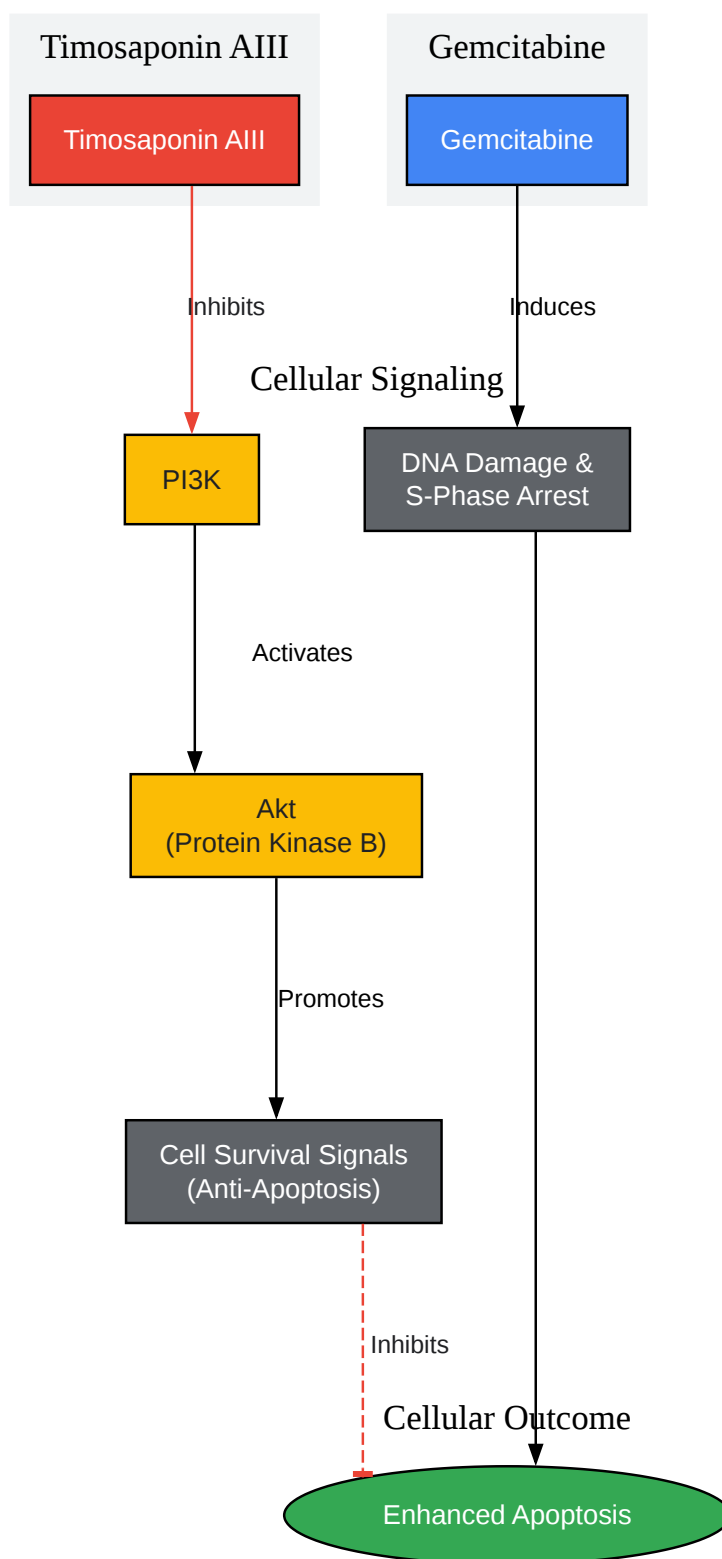 Timosaponin AIII
Gemcitabine
Timosaponin AIII
Gemcitabine
Inhibits
Induces
Cellular Signaling
PI3K
DNA Damage &
S-Phase Arrest
Activates
Akt
(Protein Kinase B)
Promotes
Cell Survival Signals
(Anti-Apoptosis)
Inhibits
Cellular Outcome
Enhanced Apoptosis